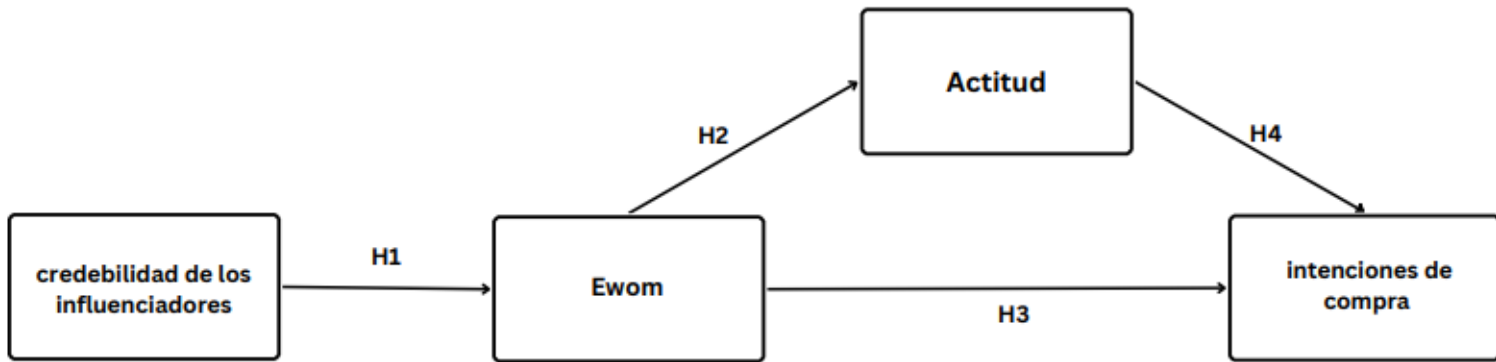 Actitud
H2
H4
credebilidad de los
influenciadores
H1
Ewom
H3
intenciones de
compra